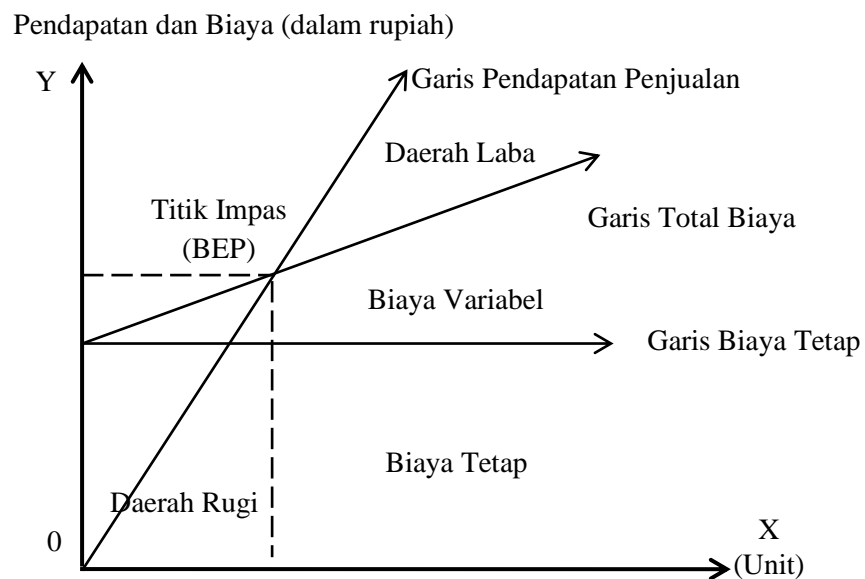 Pendapatan dan Biaya (dalam rupiah)
Y
Garis Pendapatan Penjualan
Daerah Laba
Titik Impas
(BEP)
Garis Total Biaya
Biaya Variabel
Garis Biaya Tetap
Biaya Tetap
Daerah Rugi
0
X
(Unit)